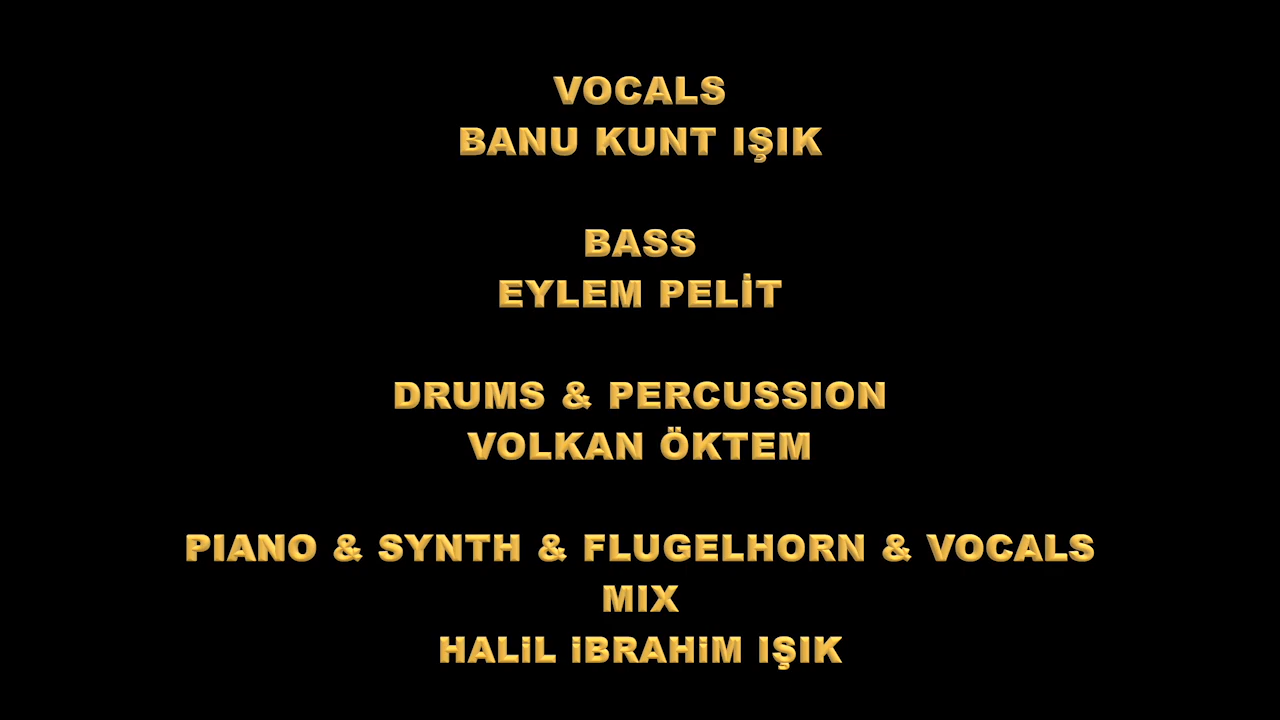 VOCALS
BANU KUNT IŞIK
BASS
EYLEM PELİT
DRUMS & PERCUSSION
VOLKAN ÖKTEM
PIANO & SYNTH & FLUGELHORN & VOCALS
MIX
HALiL iBRAHiM IŞIK